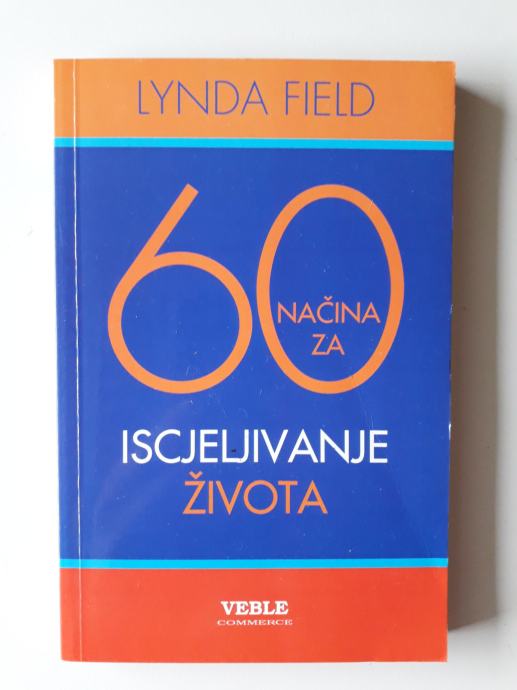 LYNDA FIELD
60
NAČINA
ZA
ISCJELJIVANJE
ŽIVOTA
VEBLE
COMMERCE